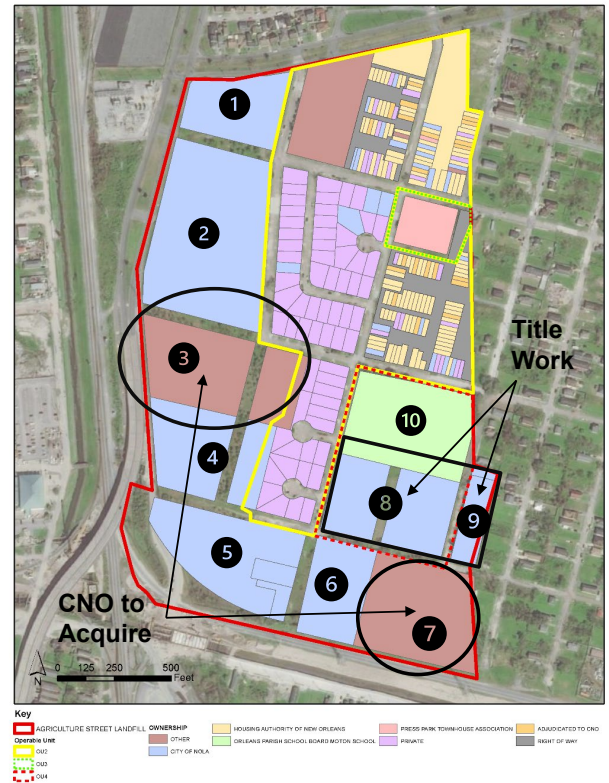 1
2
3
Title
Work
10
4
8
9
5
6
CNO to
Acquire
7
0 125 250 500
Feet
N
Key
AGRICULTURE STREET LANDFILL
Operable Unit
OU2
OU3
OU4
OWNERSHIP
OTHER
CITY OF NOLA
HOUSING AUTHORITY OF NEW ORLEANS
ORLEANS PARISH SCHOOL BOARD MOTON SCHOOL
PRESS PARK TOWNHOUSE ASSOCIATION
PRIVATE
ADJUDICATED TO CNO
RIGHT OF WAY